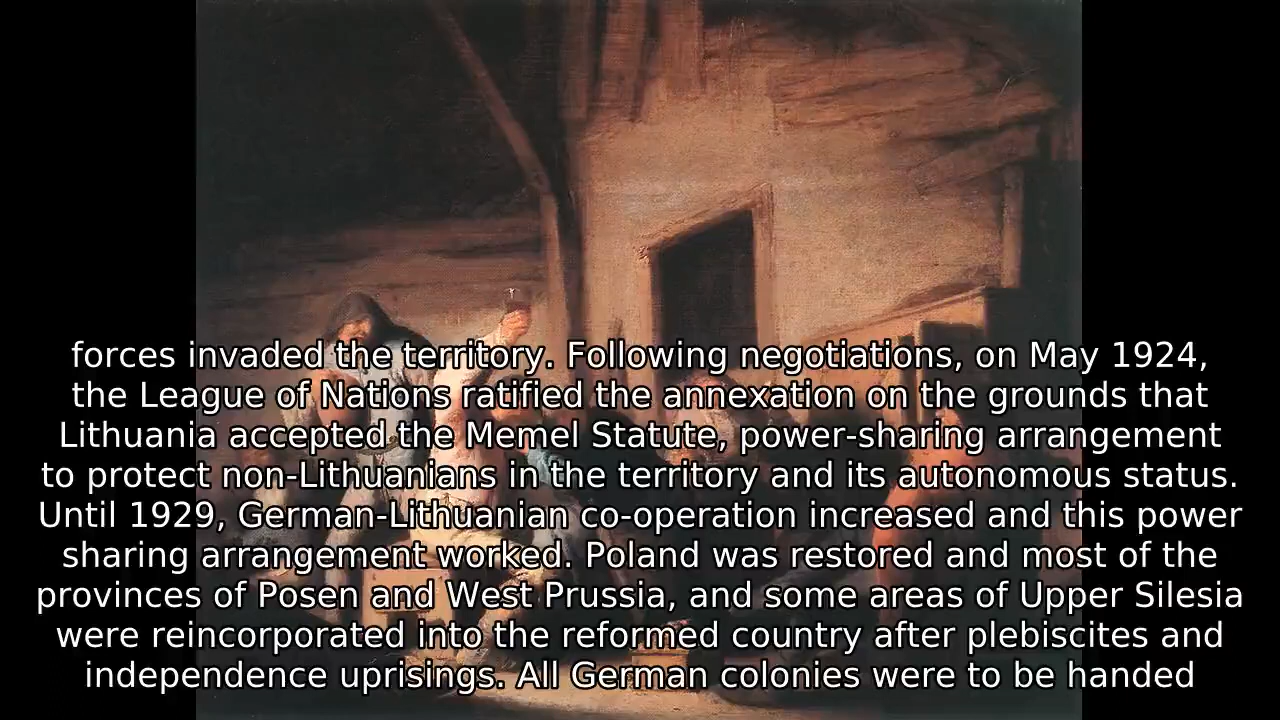 forces invaded the territory. Following negotiations, on May 1924,
the League of Nations ratified the annexation on the grounds that
Lithuania accepted the Memel Statute, power-sharing arrangement
to protect non-Lithuanians in the territory and its autonomous status.
Until 1929, German-Lithuanian co-operation increased and this power
sharing arrangement worked. Poland was restored and most of the
provinces of Posen and West Prussia, and some areas of Upper Silesia
were reincorporated into the reformed country after plebiscites and
independence uprisings. All German colonies were to be handed